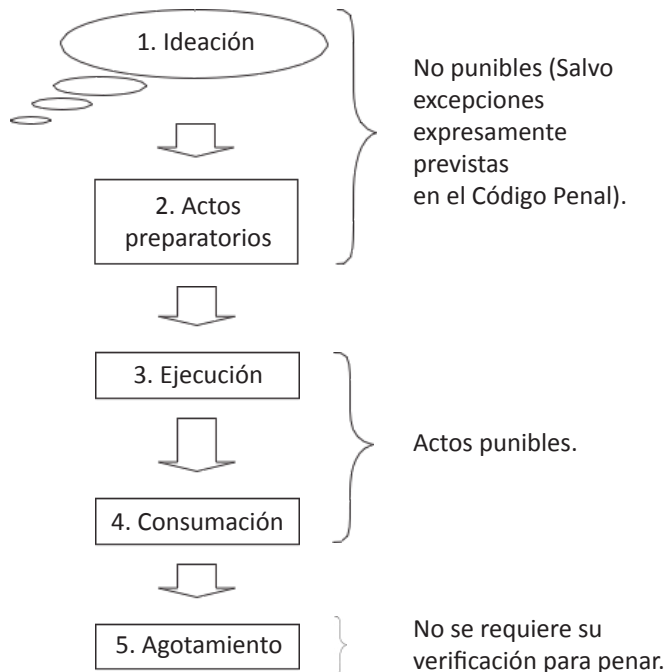 1. Ideación
No punibles (Salvo
excepciones
expresamente
previstas
en el Código Penal).
2. Actos
preparatorios
3. Ejecución
Actos punibles.
4. Consumación
5. Agotamiento
No se requiere su
verificación para penar.